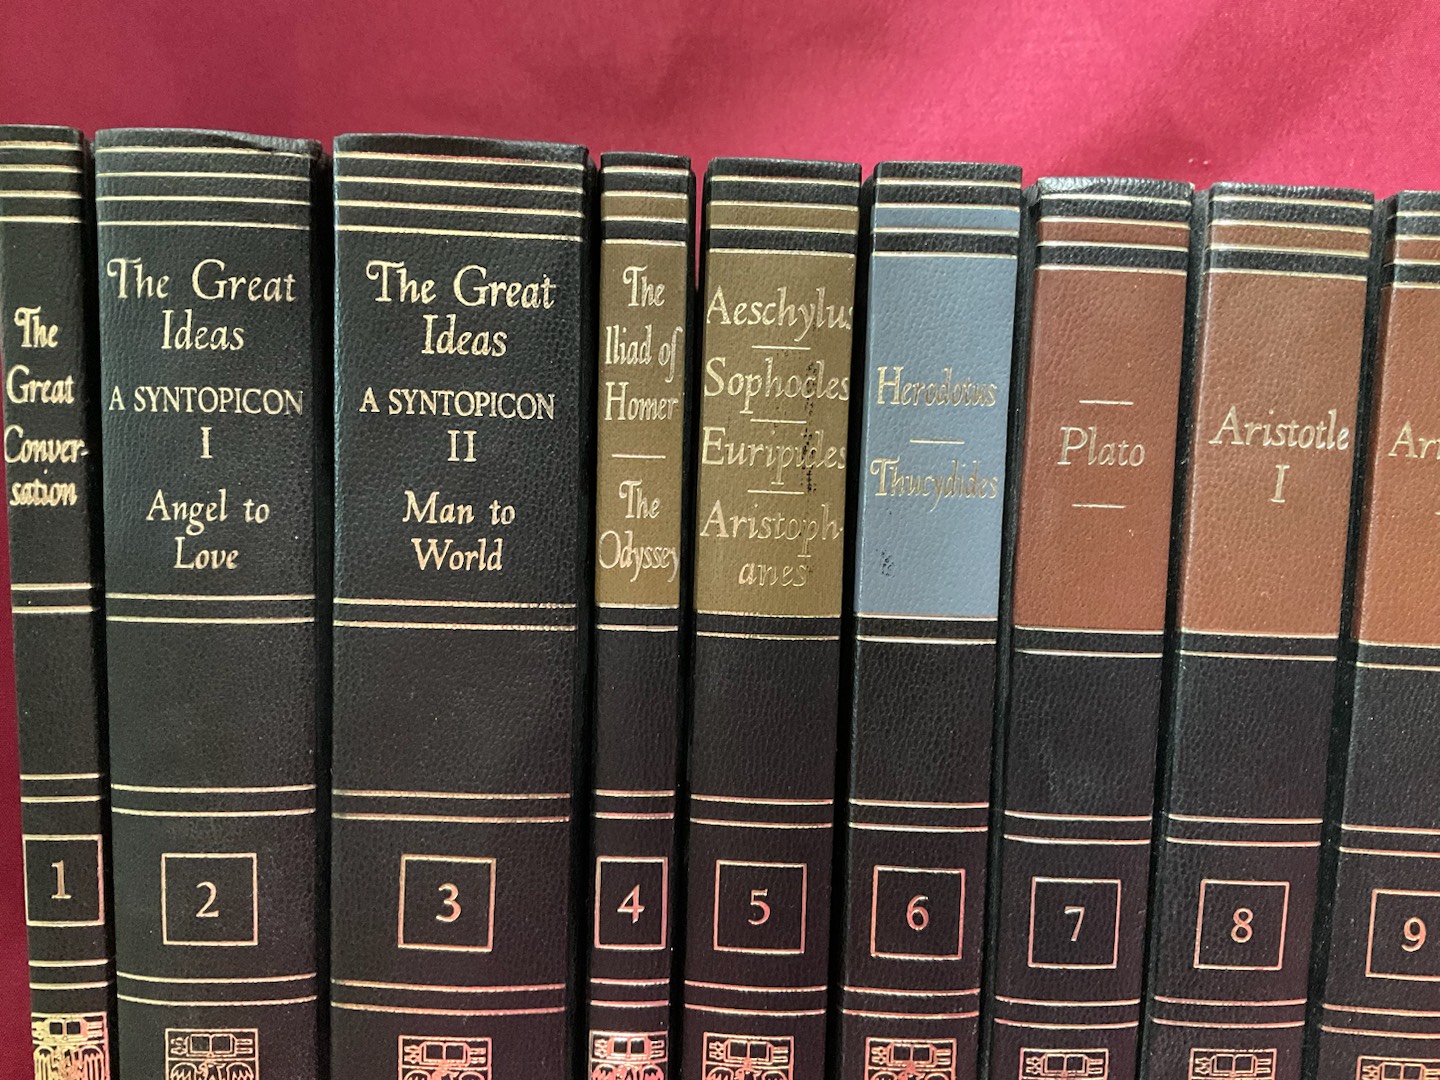 The
Great
Conver-
sation
1
The Great
Ideas
A SYNTOPICON
I
Angel to
Love
2
The Great
Ideas
A SYNTOPICON
II
Man to
World
3
The
Iliad of
Homer
The
Odyssey
4
Aeschylus
Sophocles
Euripides
Aristoph-
anes
5
Herodotus
Thucydides
6
Plato
7
Aristotle
I
8
Ari
9